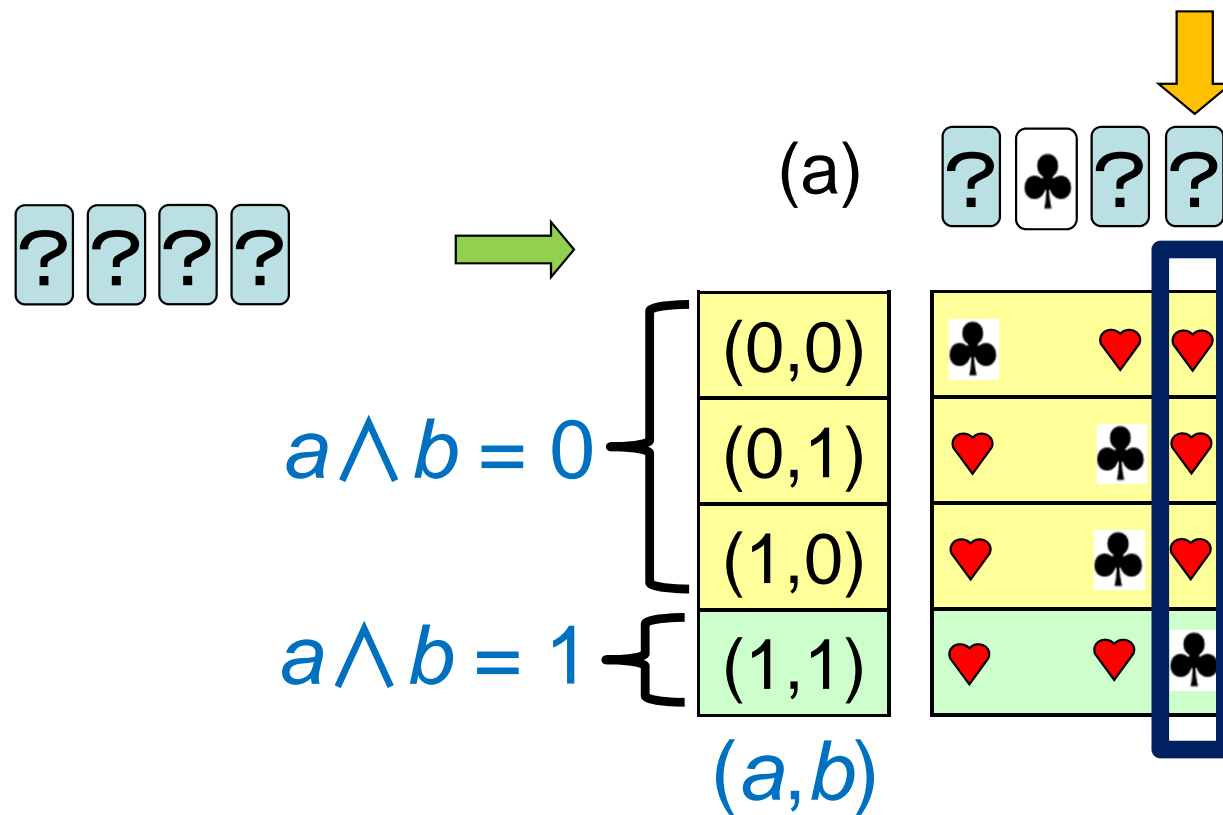 (a)
? ♣ ? ?
? ? ? ?
(0,0) ♣ ♥ ♥
a∧b = 0
(0,1) ♥ ♣ ♥
(1,0) ♥ ♣ ♥
a∧b = 1
(1,1) ♥ ♥ ♣
(a,b)